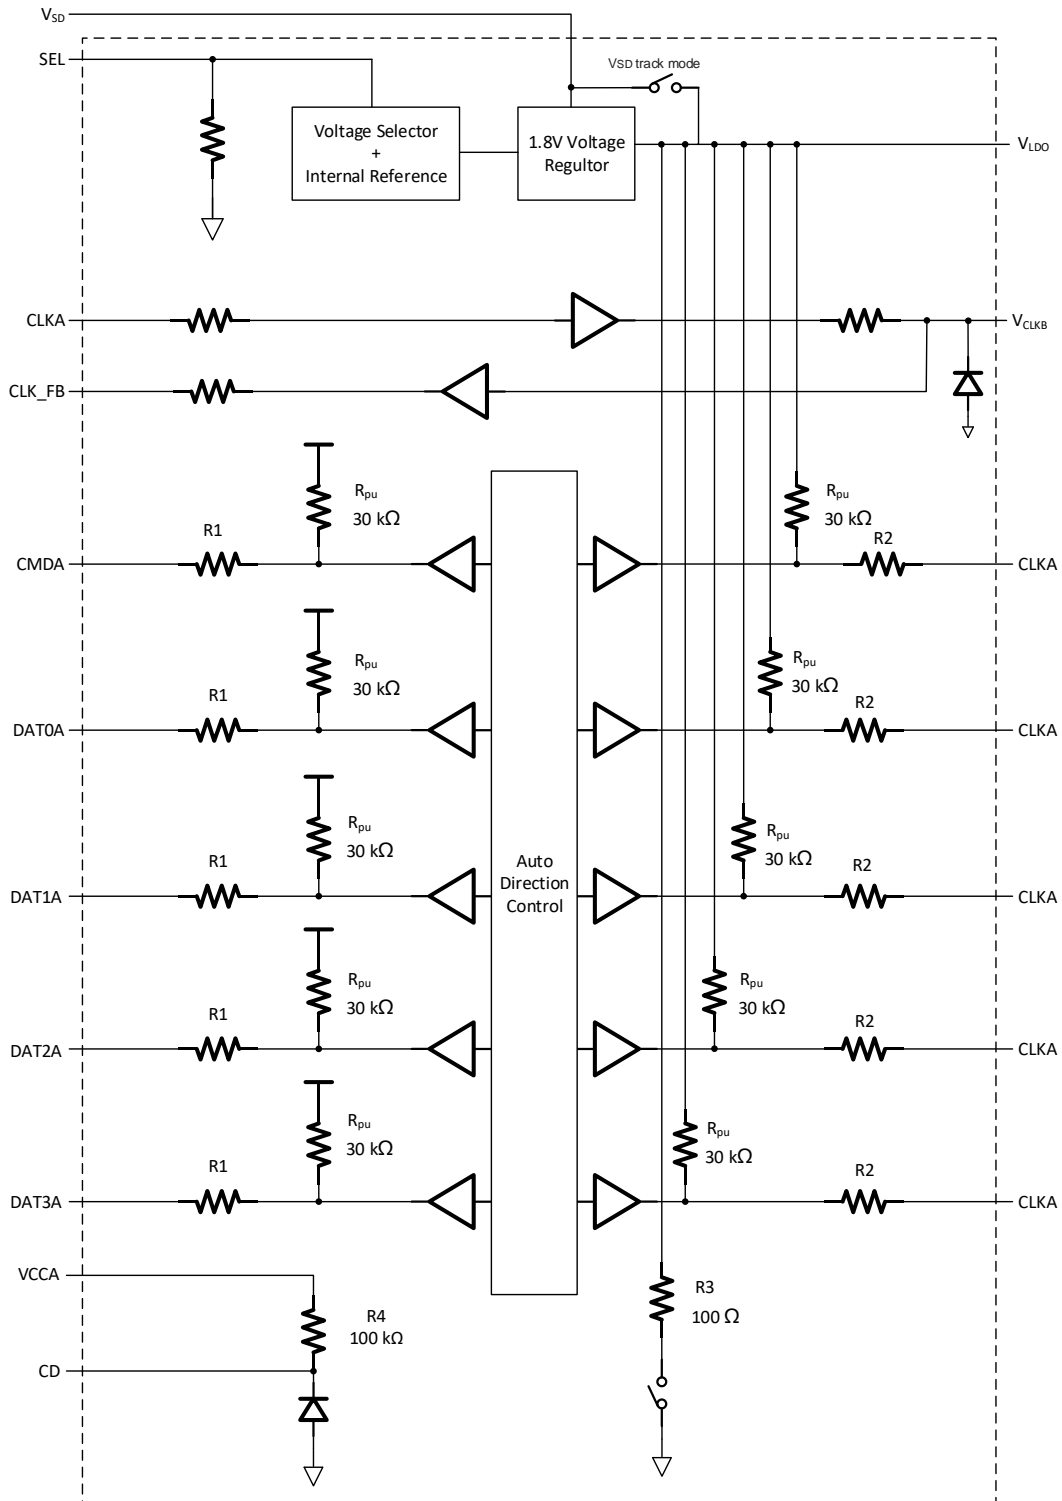 VSD
SEL
VSD track mode
Voltage Selector
+
Internal Reference
1.8V Voltage
Regultor
VLDO
CLKA
VCLKB
CLK_FB
Rpu
30 kΩ
Rpu
30 kΩ
R1
R2
CMDA
CLKA
Rpu
30 kΩ
Rpu
30 kΩ
R1
R2
DAT0A
CLKA
Rpu
30 kΩ
Rpu
30 kΩ
R1
R2
Auto
Direction
Control
DAT1A
CLKA
Rpu
30 kΩ
Rpu
30 kΩ
R1
R2
DAT2A
CLKA
Rpu
30 kΩ
Rpu
30 kΩ
R1
R2
DAT3A
CLKA
VCCA
R3
100 Ω
R4
100 kΩ
CD